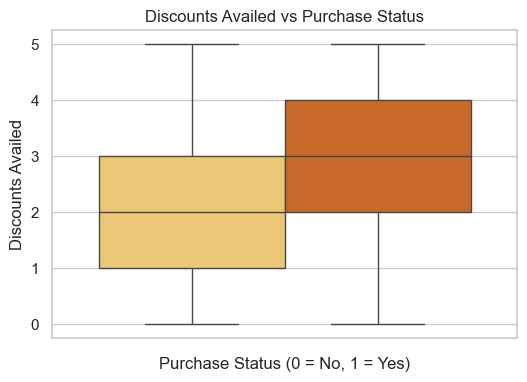 Discounts Availed vs Purchase Status
5
4
3
2
1
0
Discounts Availed
Purchase Status (0 = No, 1 = Yes)